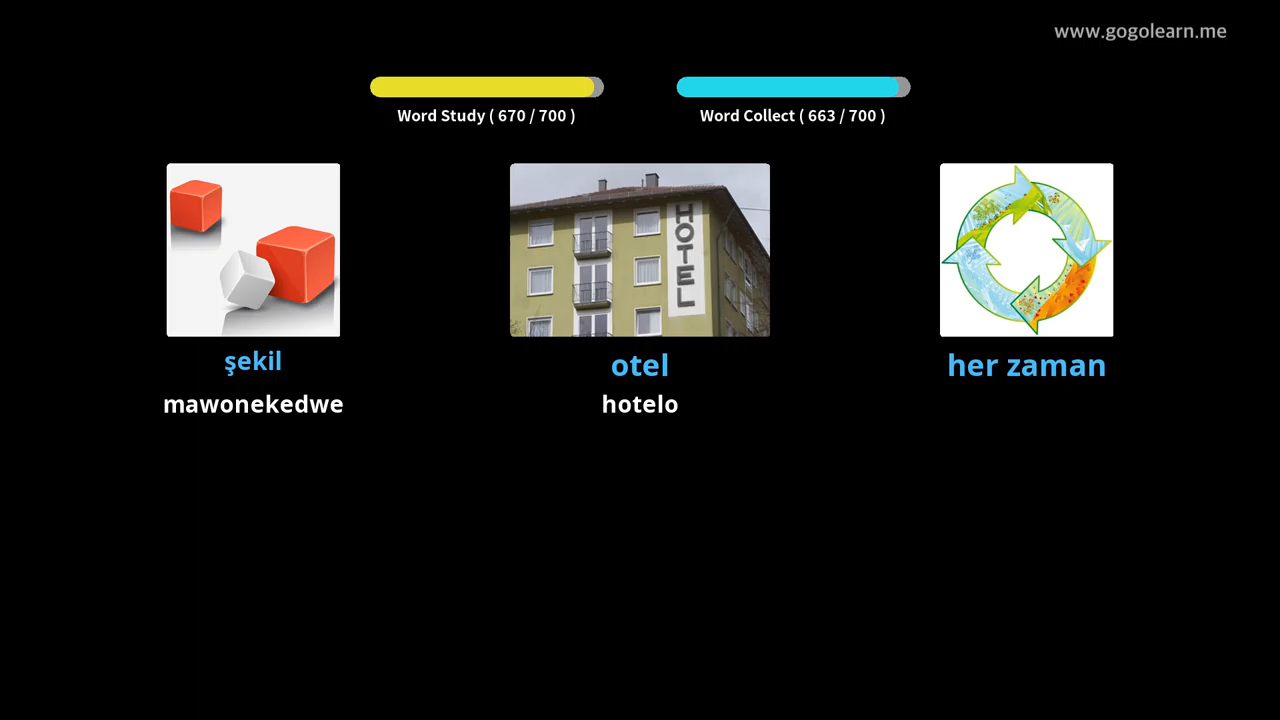 www.gogolearn.me
Word Study ( 670 / 700 )
Word Collect ( 663 / 700 )
HOTEL
şekil
otel
her zaman
mawonekedwe
hotelo